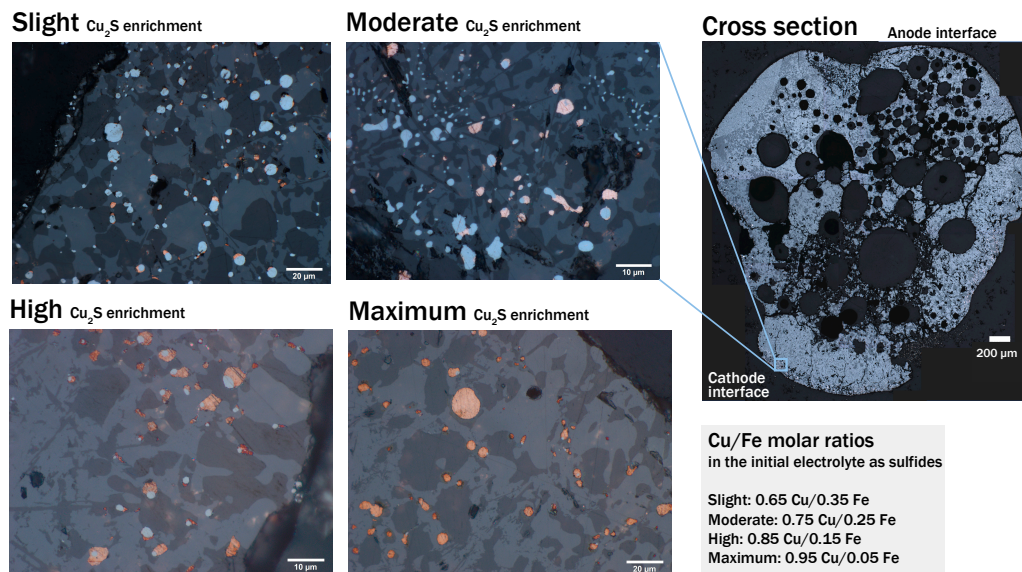 Slight Cu₂S enrichment
20 µm
Moderate Cu₂S enrichment
10 µm
Cross section
Anode interface
200 µm
Cathode
interface
High Cu₂S enrichment
10 µm
Maximum Cu₂S enrichment
20 µm
Cu/Fe molar ratios
in the initial electrolyte as sulfides
Slight: 0.65 Cu/0.35 Fe
Moderate: 0.75 Cu/0.25 Fe
High: 0.85 Cu/0.15 Fe
Maximum: 0.95 Cu/0.05 Fe